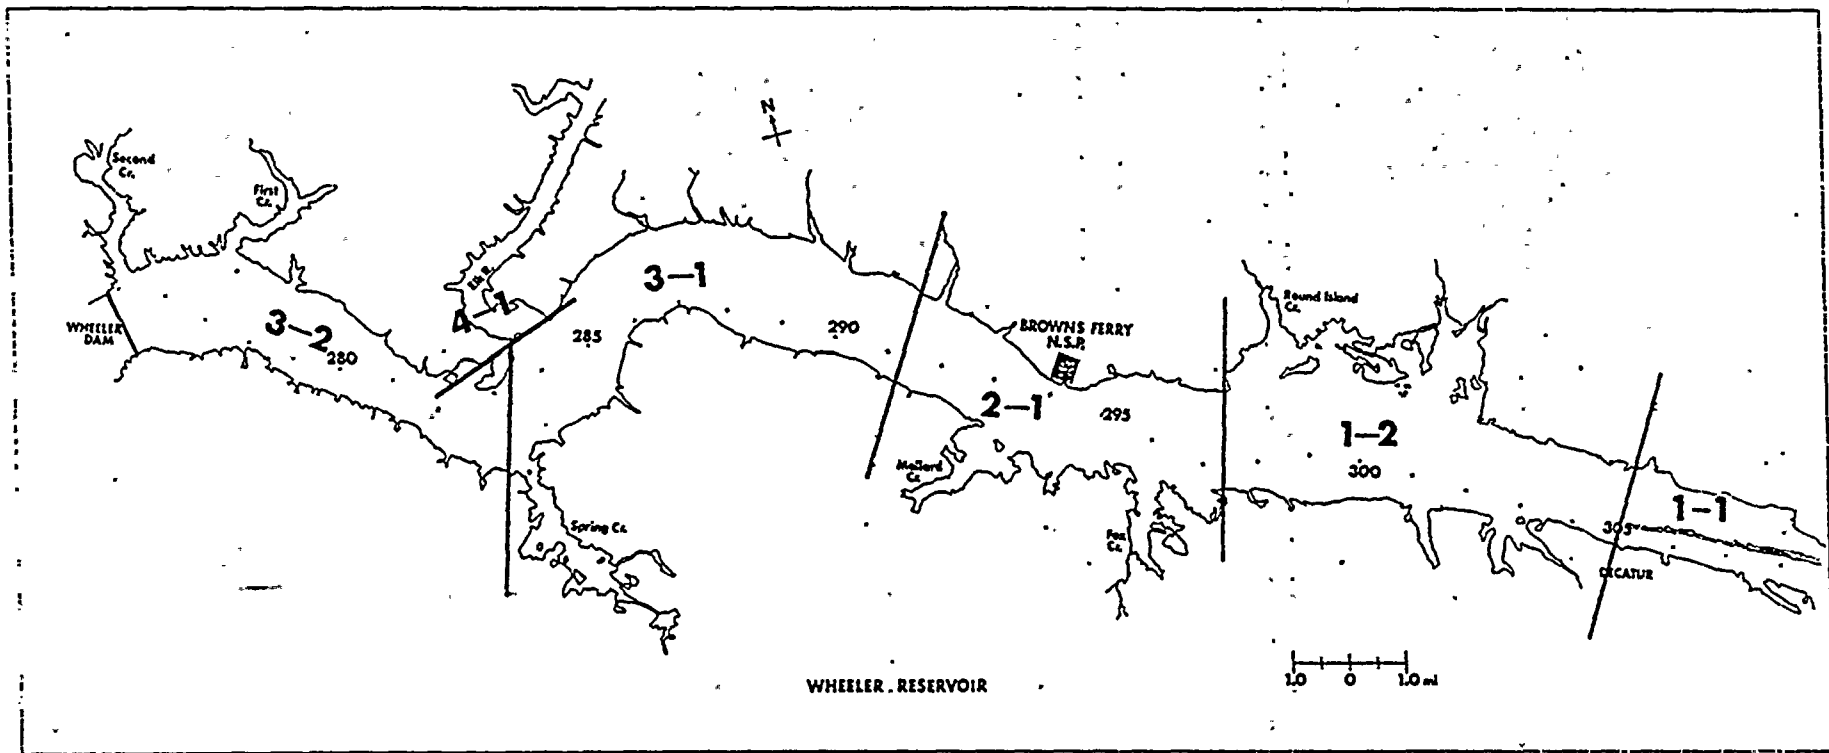 N
Second
Cr.
First
Cr.
Elk R.
3-1
4-1
WHEELER
DAM
3-2
280
285
290
BROWNS FERRY
N.S.P.
Round Island
Cr.
2-1
295
1-2
300
Mallard
Cr.
Spring Cr.
Fox
Cr.
1-1
305
DECATUR
WHEELER RESERVOIR
1.0 0 1.0 mi